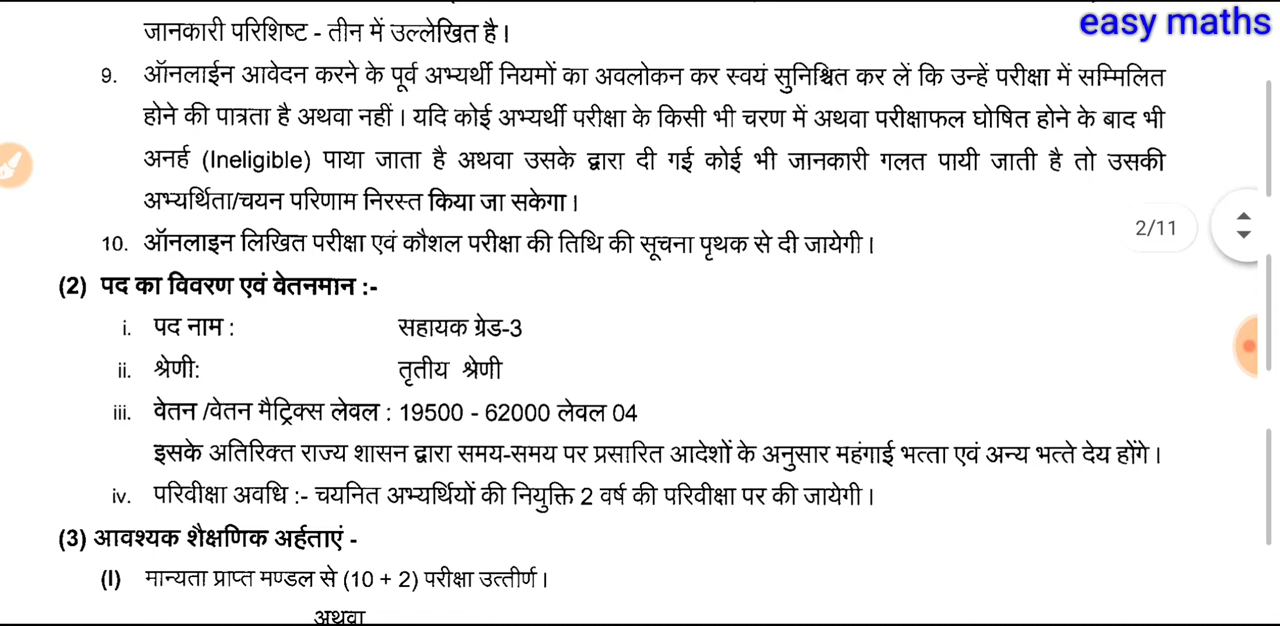 easy maths
जानकारी परिशिष्ट - तीन में उल्लेखित है।
9. ऑनलाईन आवेदन करने के पूर्व अभ्यर्थी नियमों का अवलोकन कर स्वयं सुनिश्चित कर लें कि उन्हें परीक्षा में सम्मिलित
होने की पात्रता है अथवा नहीं। यदि कोई अभ्यर्थी परीक्षा के किसी भी चरण में अथवा परीक्षाफल घोषित होने के बाद भी
अनर्ह (Ineligible) पाया जाता है अथवा उसके द्वारा दी गई कोई भी जानकारी गलत पायी जाती है तो उसकी
अभ्यर्थिता/चयन परिणाम निरस्त किया जा सकेगा।
2/11
10. ऑनलाइन लिखित परीक्षा एवं कौशल परीक्षा की तिथि की सूचना पृथक से दी जायेगी।
(2) पद का विवरण एवं वेतनमान :-
i. पद नाम : सहायक ग्रेड-3
ii. श्रेणी: तृतीय श्रेणी
iii. वेतन /वेतन मैट्रिक्स लेवल : 19500 - 62000 लेवल 04
इसके अतिरिक्त राज्य शासन द्वारा समय-समय पर प्रसारित आदेशों के अनुसार महंगाई भत्ता एवं अन्य भत्ते देय होंगे।
iv. परिवीक्षा अवधि :- चयनित अभ्यर्थियों की नियुक्ति 2 वर्ष की परिवीक्षा पर की जायेगी।
(3) आवश्यक शैक्षणिक अर्हताएं -
(I) मान्यता प्राप्त मण्डल से (10 + 2) परीक्षा उत्तीर्ण।
अथवा